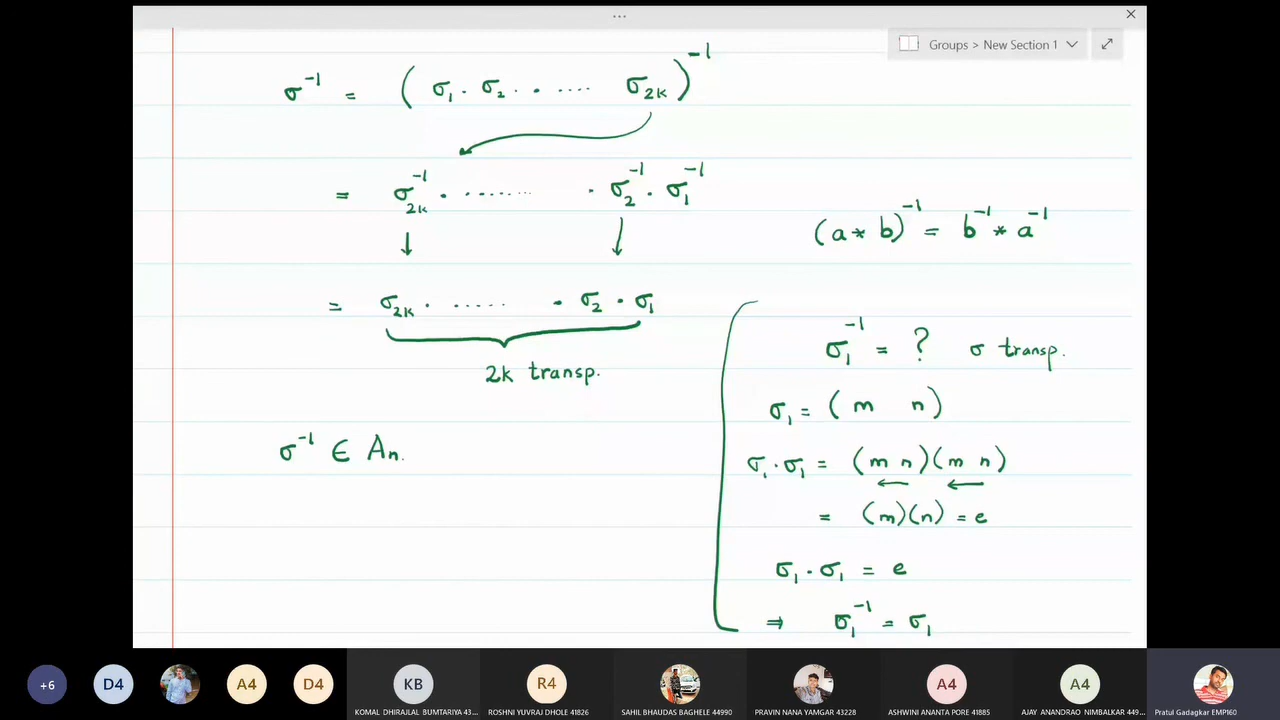 ...
Groups > New Section 1
σ⁻¹ = ( σ₁ . σ₂ . . .... σ₂ₖ )⁻¹
= σ₂ₖ⁻¹ . ........ . σ₂⁻¹ . σ₁⁻¹
(a * b)⁻¹ = b⁻¹ * a⁻¹
= σ₂ₖ . ...... . σ₂ . σ₁
2k transp.
σ⁻¹ ∈ Aₙ.
σ₁⁻¹ = ? σ transp.
σ₁ = ( m n )
σ₁ . σ₁ = (m n)(m n)
= (m)(n) = e
σ₁ . σ₁ = e
⇒ σ₁⁻¹ = σ₁
+6 D4 A4 D4 KB R4 A4 A4
KOMAL DHIRAJLAL BUMTARIYA 43... ROSHNI YUVRAJ DHOLE 41826 SAHIL BHAUDAS BAGHELE 44990 PRAVIN NANA YAMGAR 43228 ASHWINI ANANTA PORE 41885 AJAY ANANDRAO NIMBALKAR 449... Pratul Gadagkar EMP160